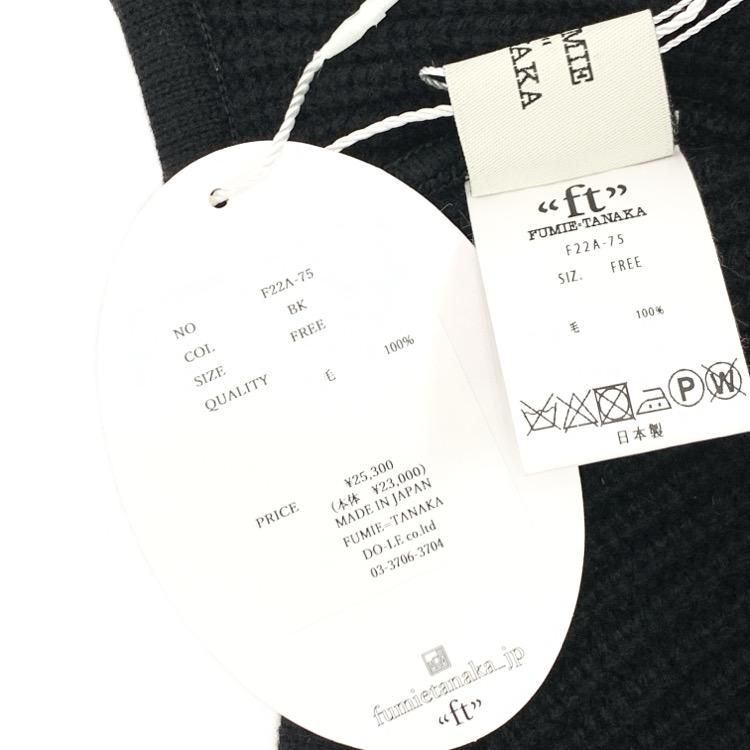 FUMIE
TANAKA
“ft”
FUMIE=TANAKA
F22A-75
SIZ. FREE
毛 100%
P
W
日本製
NO F22A-75
COL BK
SIZE FREE
QUALITY 毛 100%
PRICE ¥25,300
(本体 ¥23,000)
MADE IN JAPAN
FUMIE=TANAKA
DO-LE co.ltd
03-3706-3704
fumietanaka_jp
“ft”